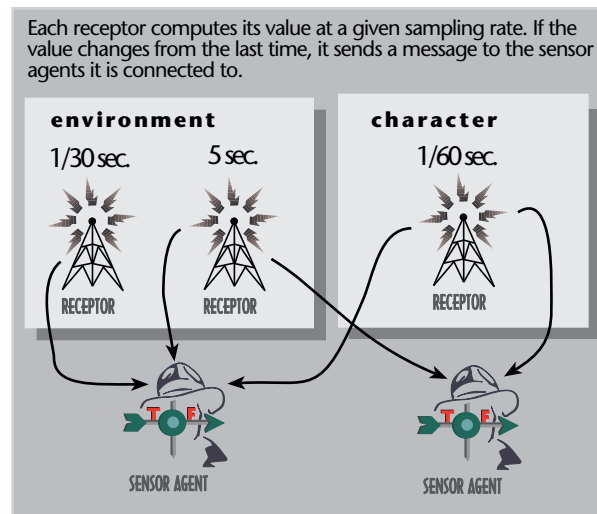 Each receptor computes its value at a given sampling rate. If the
value changes from the last time, it sends a message to the sensor
agents it is connected to.
environment
character
1/30 sec.
5 sec.
1/60 sec.
RECEPTOR
RECEPTOR
RECEPTOR
T F
T F
SENSOR AGENT
SENSOR AGENT